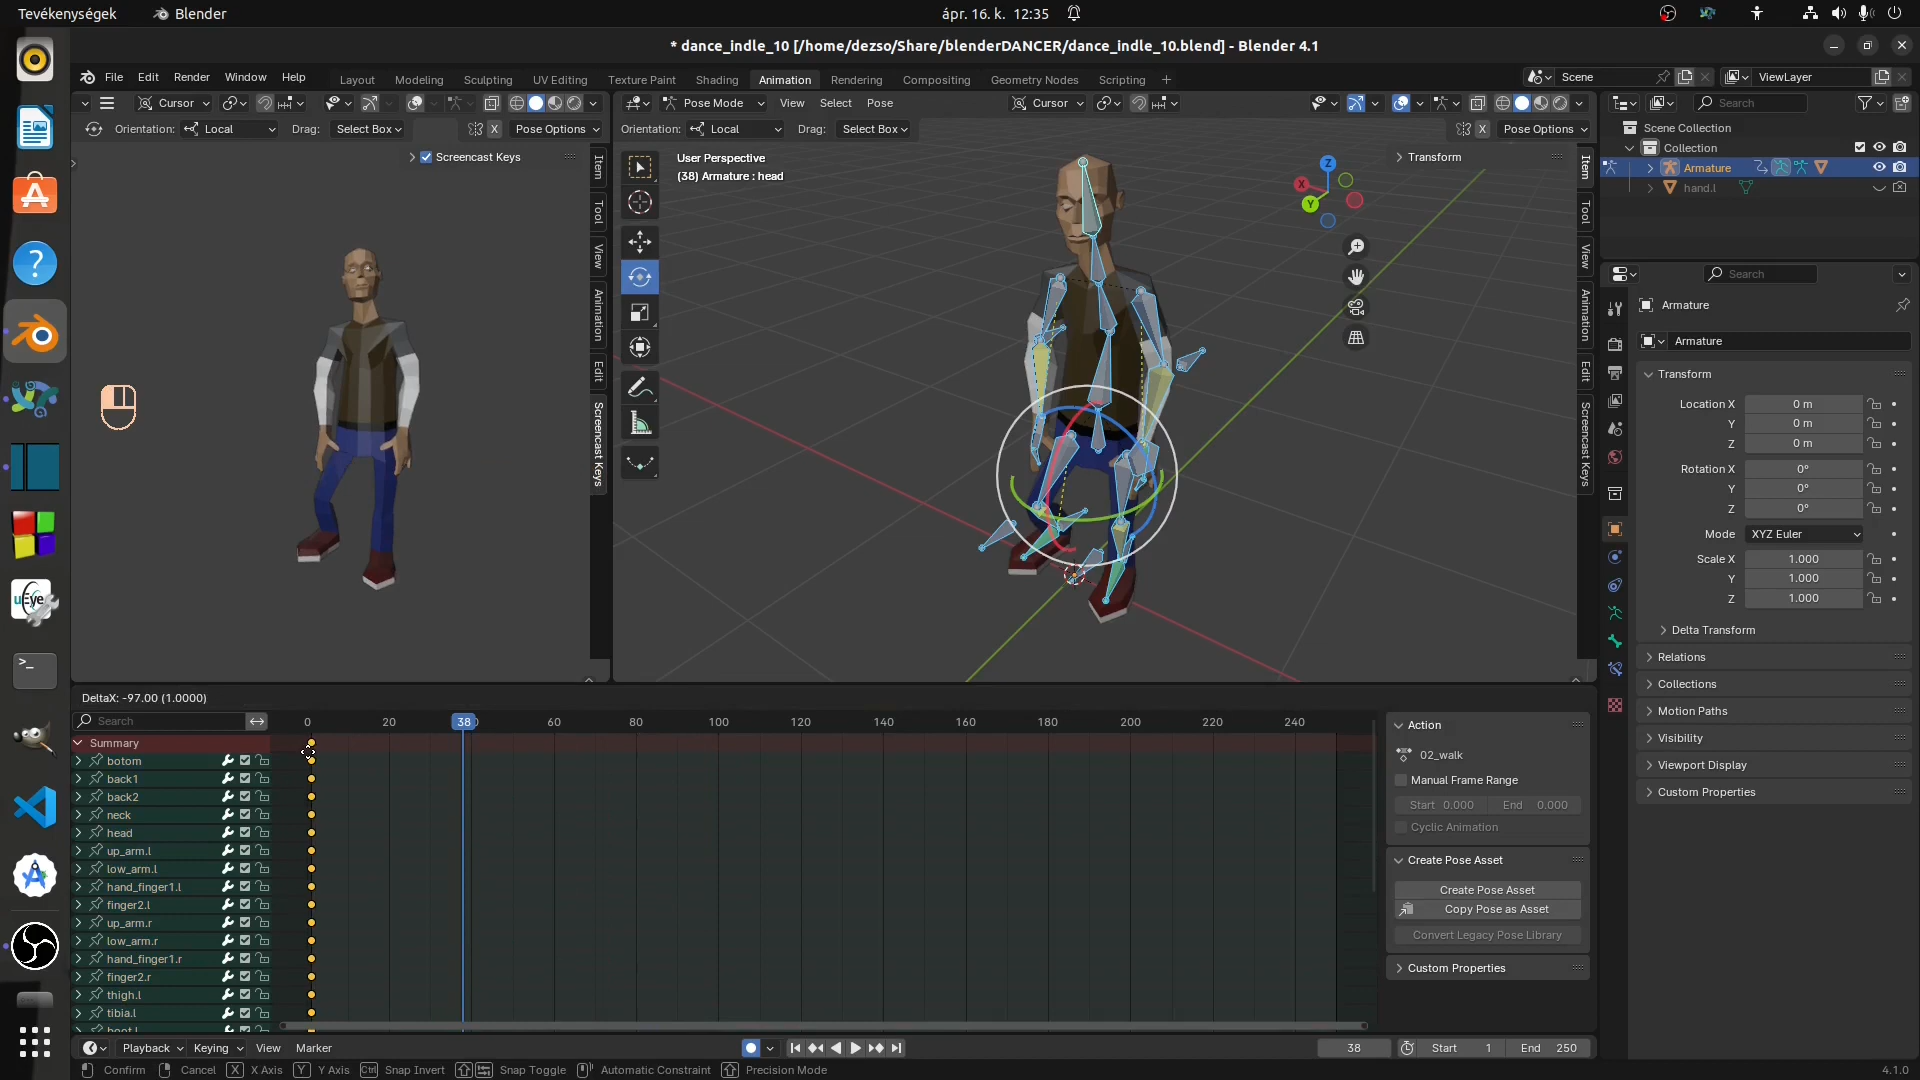 Tevékenységek
Blender
ápr. 16. k. 12:35
* dance_indle_10 [/home/dezso/Share/blenderDANCER/dance_indle_10.blend] - Blender 4.1
File Edit Render Window Help
Layout Modeling Sculpting UV Editing Texture Paint Shading Animation Rendering Compositing Geometry Nodes Scripting +
Scene
ViewLayer
Cursor
Pose Mode View Select Pose
Cursor
Search
Orientation: Local Drag: Select Box
X Pose Options
Orientation: Local Drag: Select Box
X Pose Options
Scene Collection
Collection
Armature
hand.l
Screencast Keys
Item
Tool
View
Animation
Edit
Screencast Keys
User Perspective
(38) Armature : head
Transform
Z
X
Y
Item
Tool
View
Animation
Edit
Screencast Keys
Search
Armature
Armature
Transform
Location X 0 m
Y 0 m
Z 0 m
Rotation X 0°
Y 0°
Z 0°
Mode XYZ Euler
Scale X 1.000
Y 1.000
Z 1.000
Delta Transform
Relations
Collections
Motion Paths
Visibility
Viewport Display
Custom Properties
uEye
DeltaX: -97.00 (1.0000)
Search
0 20 38 60 80 100 120 140 160 180 200 220 240
Summary
botom
back1
back2
neck
head
up_arm.l
low_arm.l
hand_finger1.l
finger2.l
up_arm.r
low_arm.r
hand_finger1.r
finger2.r
thigh.l
tibia.l
boot.l
Action
02_walk
Manual Frame Range
Start 0.000 End 0.000
Cyclic Animation
Create Pose Asset
Create Pose Asset
Copy Pose as Asset
Convert Legacy Pose Library
Custom Properties
Playback Keying View Marker
38 Start 1 End 250
Confirm Cancel X X Axis Y Y Axis Ctrl Snap Invert Snap Toggle Automatic Constraint Precision Mode
4.1.0